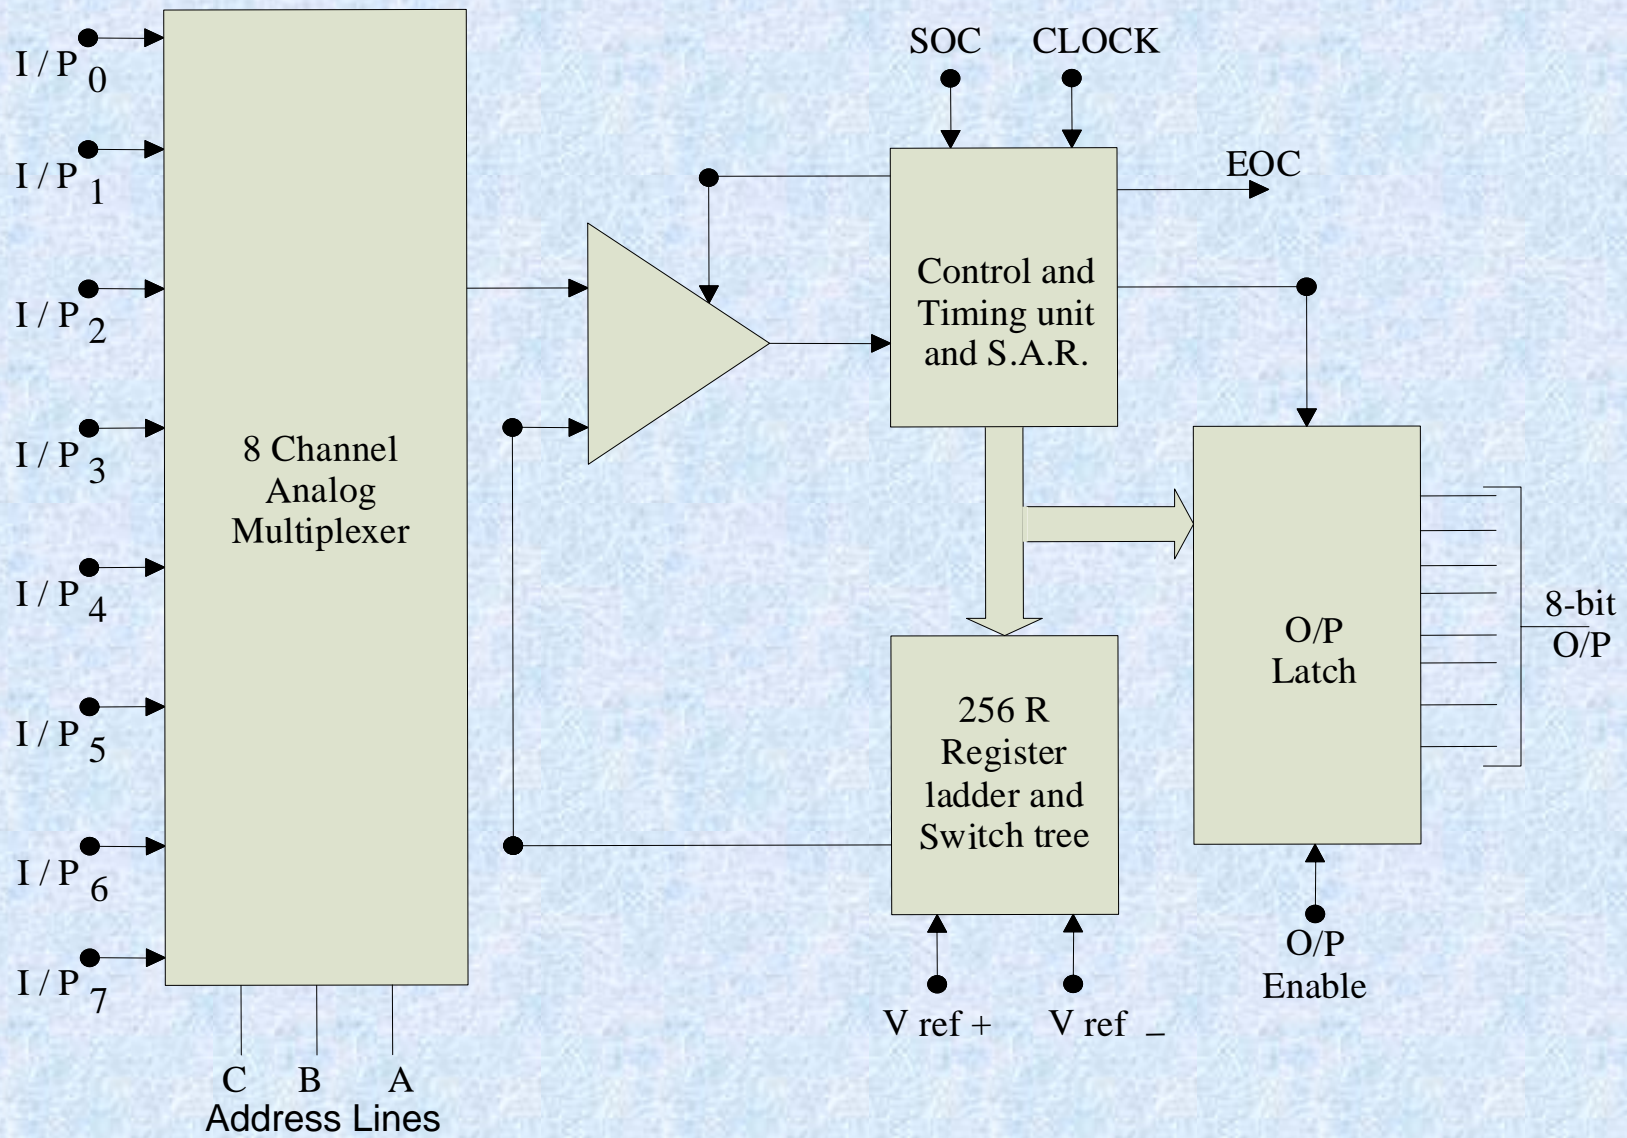 I / P 0
I / P 1
I / P 2
I / P 3
I / P 4
I / P 5
I / P 6
I / P 7
8 Channel
Analog
Multiplexer
C B A
Address Lines
SOC CLOCK
EOC
Control and
Timing unit
and S.A.R.
256 R
Register
ladder and
Switch tree
V ref + V ref _
O/P
Latch
O/P
Enable
8-bit
O/P